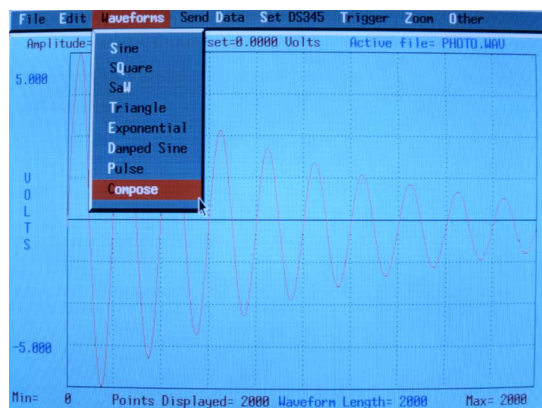 File Edit Waveforms Send Data Set DS345 Trigger Zoom Other
Amplitude= set=0.0000 Volts Active file= PHOTO.WAV
Sine
SQuare
SaW
Triangle
Exponential
Damped Sine
Pulse
Compose
5.000
VOLTS
-5.000
Min= 0 Points Displayed= 2000 Waveform Length= 2000 Max= 2000